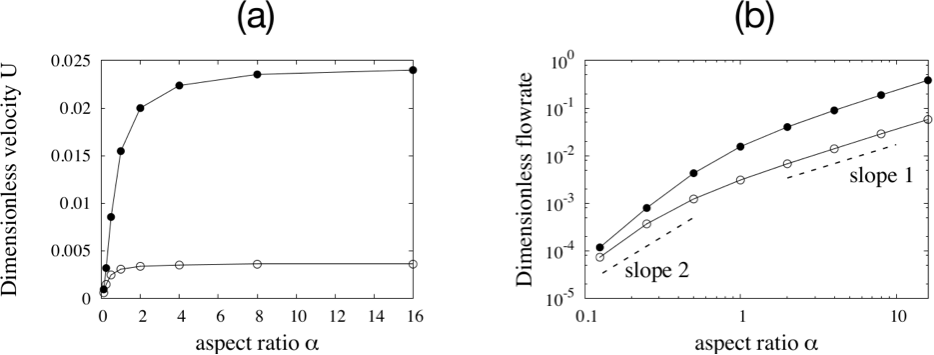 (a)
Dimensionless velocity U
0.025
0.02
0.015
0.01
0.005
0
0 2 4 6 8 10 12 14 16
aspect ratio α
(b)
Dimensionless flowrate
10^0
10^-1
10^-2
10^-3
10^-4
10^-5
slope 1
slope 2
0.1 1 10
aspect ratio α